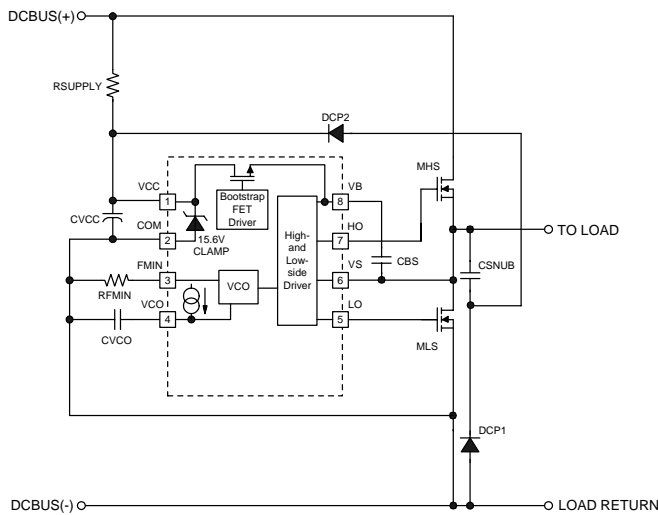 DCBUS(+)
RSUPPLY
DCP2
MHS
VCC
1
Bootstrap
FET
Driver
VB
8
CVCC
COM
2
15.6V
CLAMP
High-
and
Low-
side
Driver
HO
7
TO LOAD
CBS
CSNUB
FMIN
3
VCO
VS
6
RFMIN
VCO
4
LO
5
CVCO
MLS
DCP1
DCBUS(-)
LOAD RETURN